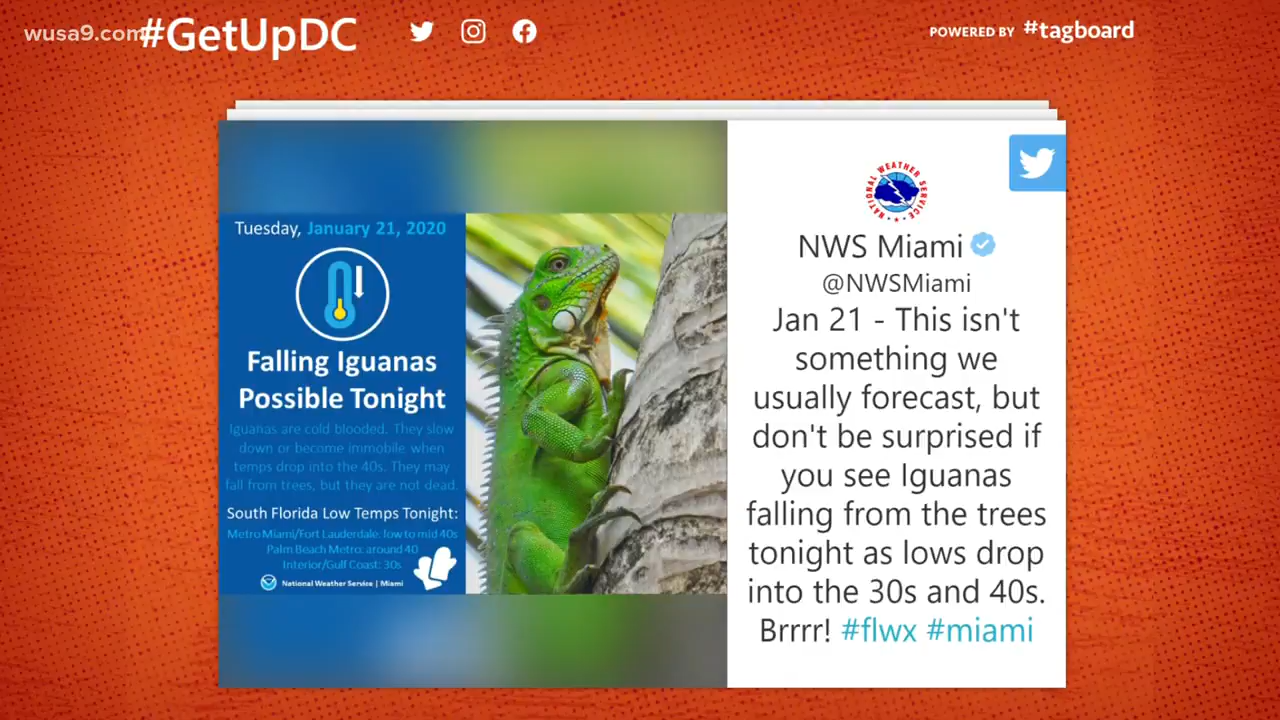 wusa9.com
#GetUpDC
POWERED BY #tagboard
Tuesday, January 21, 2020
Falling Iguanas
Possible Tonight
Iguanas are cold blooded. They slow
down or become immobile when
temps drop into the 40s. They may
fall from trees, but they are not dead.
South Florida Low Temps Tonight:
Metro Miami/Fort Lauderdale: low to mid 40s
Palm Beach Metro: around 40
Interior/Gulf Coast: 30s
National Weather Service | Miami
NATIONAL WEATHER SERVICE
NWS Miami
@NWSMiami
Jan 21 - This isn't
something we
usually forecast, but
don't be surprised if
you see Iguanas
falling from the trees
tonight as lows drop
into the 30s and 40s.
Brrrr! #flwx #miami